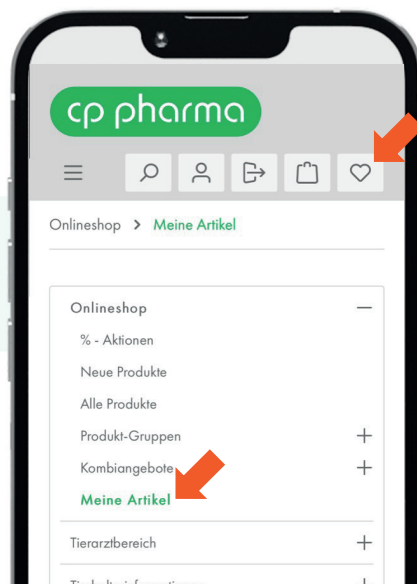 cp pharma
Onlineshop > Meine Artikel
Onlineshop
% - Aktionen
Neue Produkte
Alle Produkte
Produkt-Gruppen
Kombiangebote
Meine Artikel
Tierarztbereich